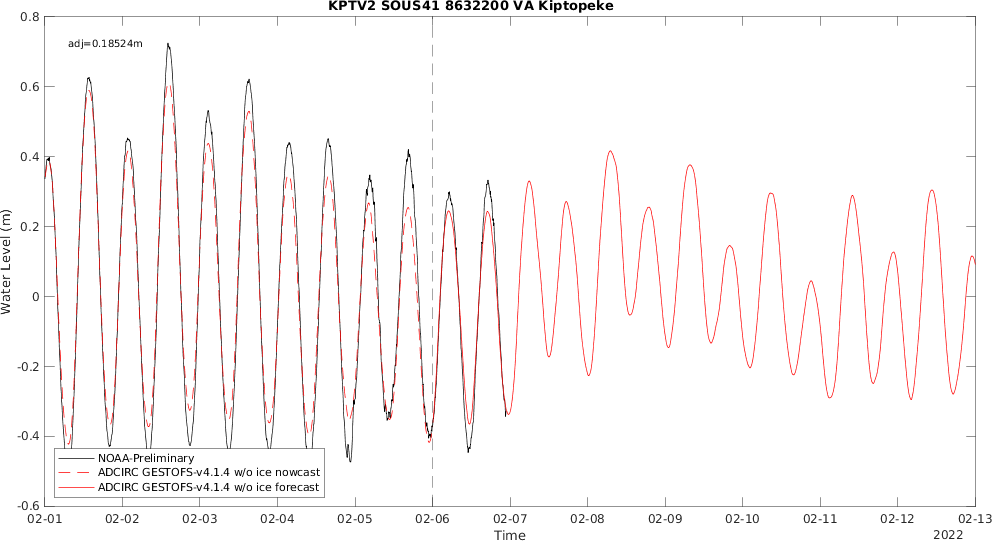 KPTV2 SOUS41 8632200 VA Kiptopeke
adj=0.18524m
0.8
0.6
0.4
0.2
0
-0.2
-0.4
-0.6
Water Level (m)
NOAA-Preliminary
ADCIRC GESTOFS-v4.1.4 w/o ice nowcast
ADCIRC GESTOFS-v4.1.4 w/o ice forecast
02-01 02-02 02-03 02-04 02-05 02-06 02-07 02-08 02-09 02-10 02-11 02-12 02-13
Time
2022